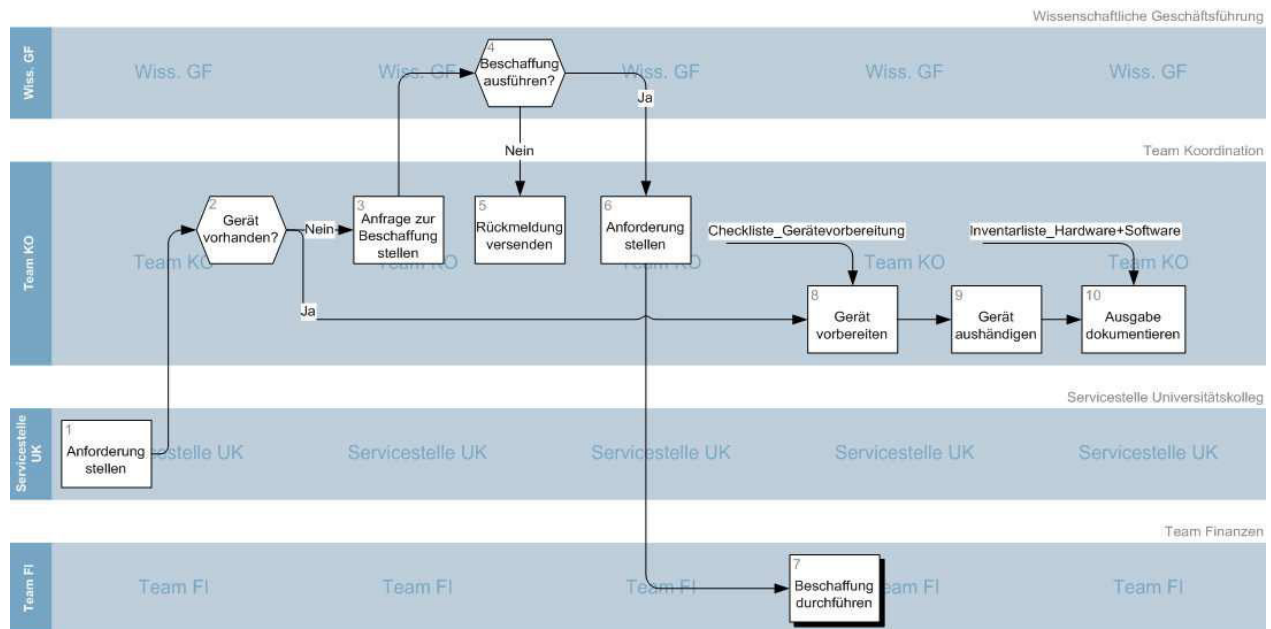 Wissenschaftliche Geschäftsführung
Wiss. GF
Wiss. GF
Wiss. GF
Wiss. GF
Wiss. GF
Wiss. GF
4
Beschaffung
ausführen?
Ja
Nein
Team Koordination
Team KO
Team KO
Team KO
Team KO
Team KO
Team KO
2
Gerät
vorhanden?
Nein
Ja
3
Anfrage zur
Beschaffung
stellen
5
Rückmeldung
versenden
6
Anforderung
stellen
Checkliste_Gerätevorbereitung
Inventarliste_Hardware+Software
8
Gerät
vorbereiten
9
Gerät
aushändigen
10
Ausgabe
dokumentieren
Servicestelle Universitätskolleg
Servicestelle
UK
1
Anforderung
stellen
estelle UK
Servicestelle UK
Servicestelle UK
Servicestelle UK
Servicestelle UK
Team Finanzen
Team FI
Team FI
Team FI
Team FI
eam FI
Team FI
7
Beschaffung
durchführen